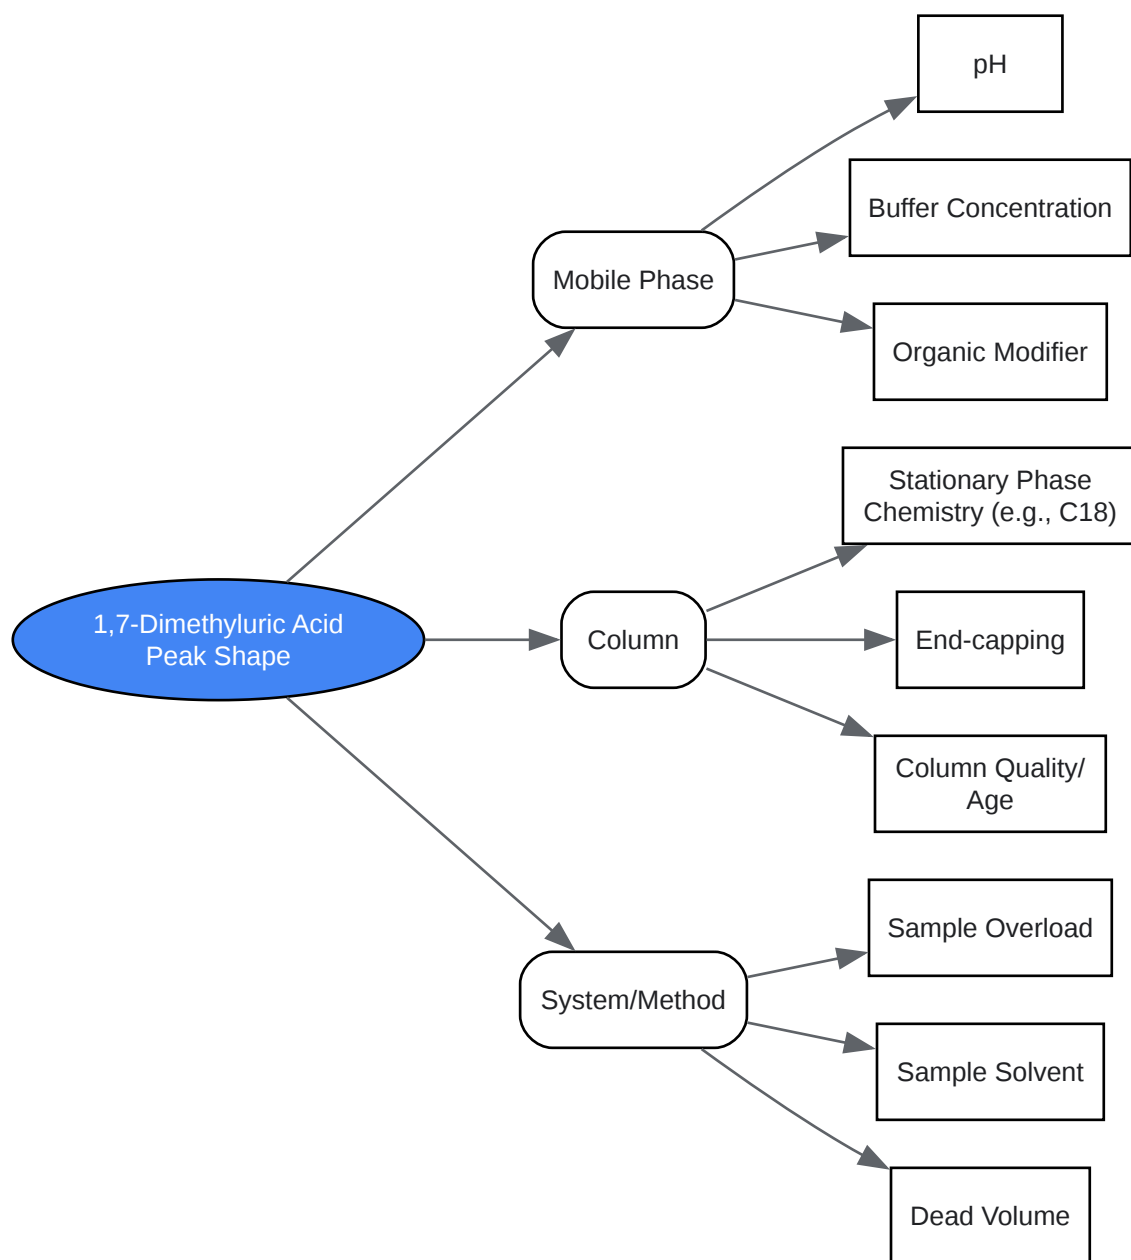 pH
Buffer Concentration
Mobile Phase
Organic Modifier
Stationary Phase
Chemistry (e.g., C18)
1,7-Dimethyluric Acid
Peak Shape
Column
End-capping
Column Quality/
Age
Sample Overload
System/Method
Sample Solvent
Dead Volume